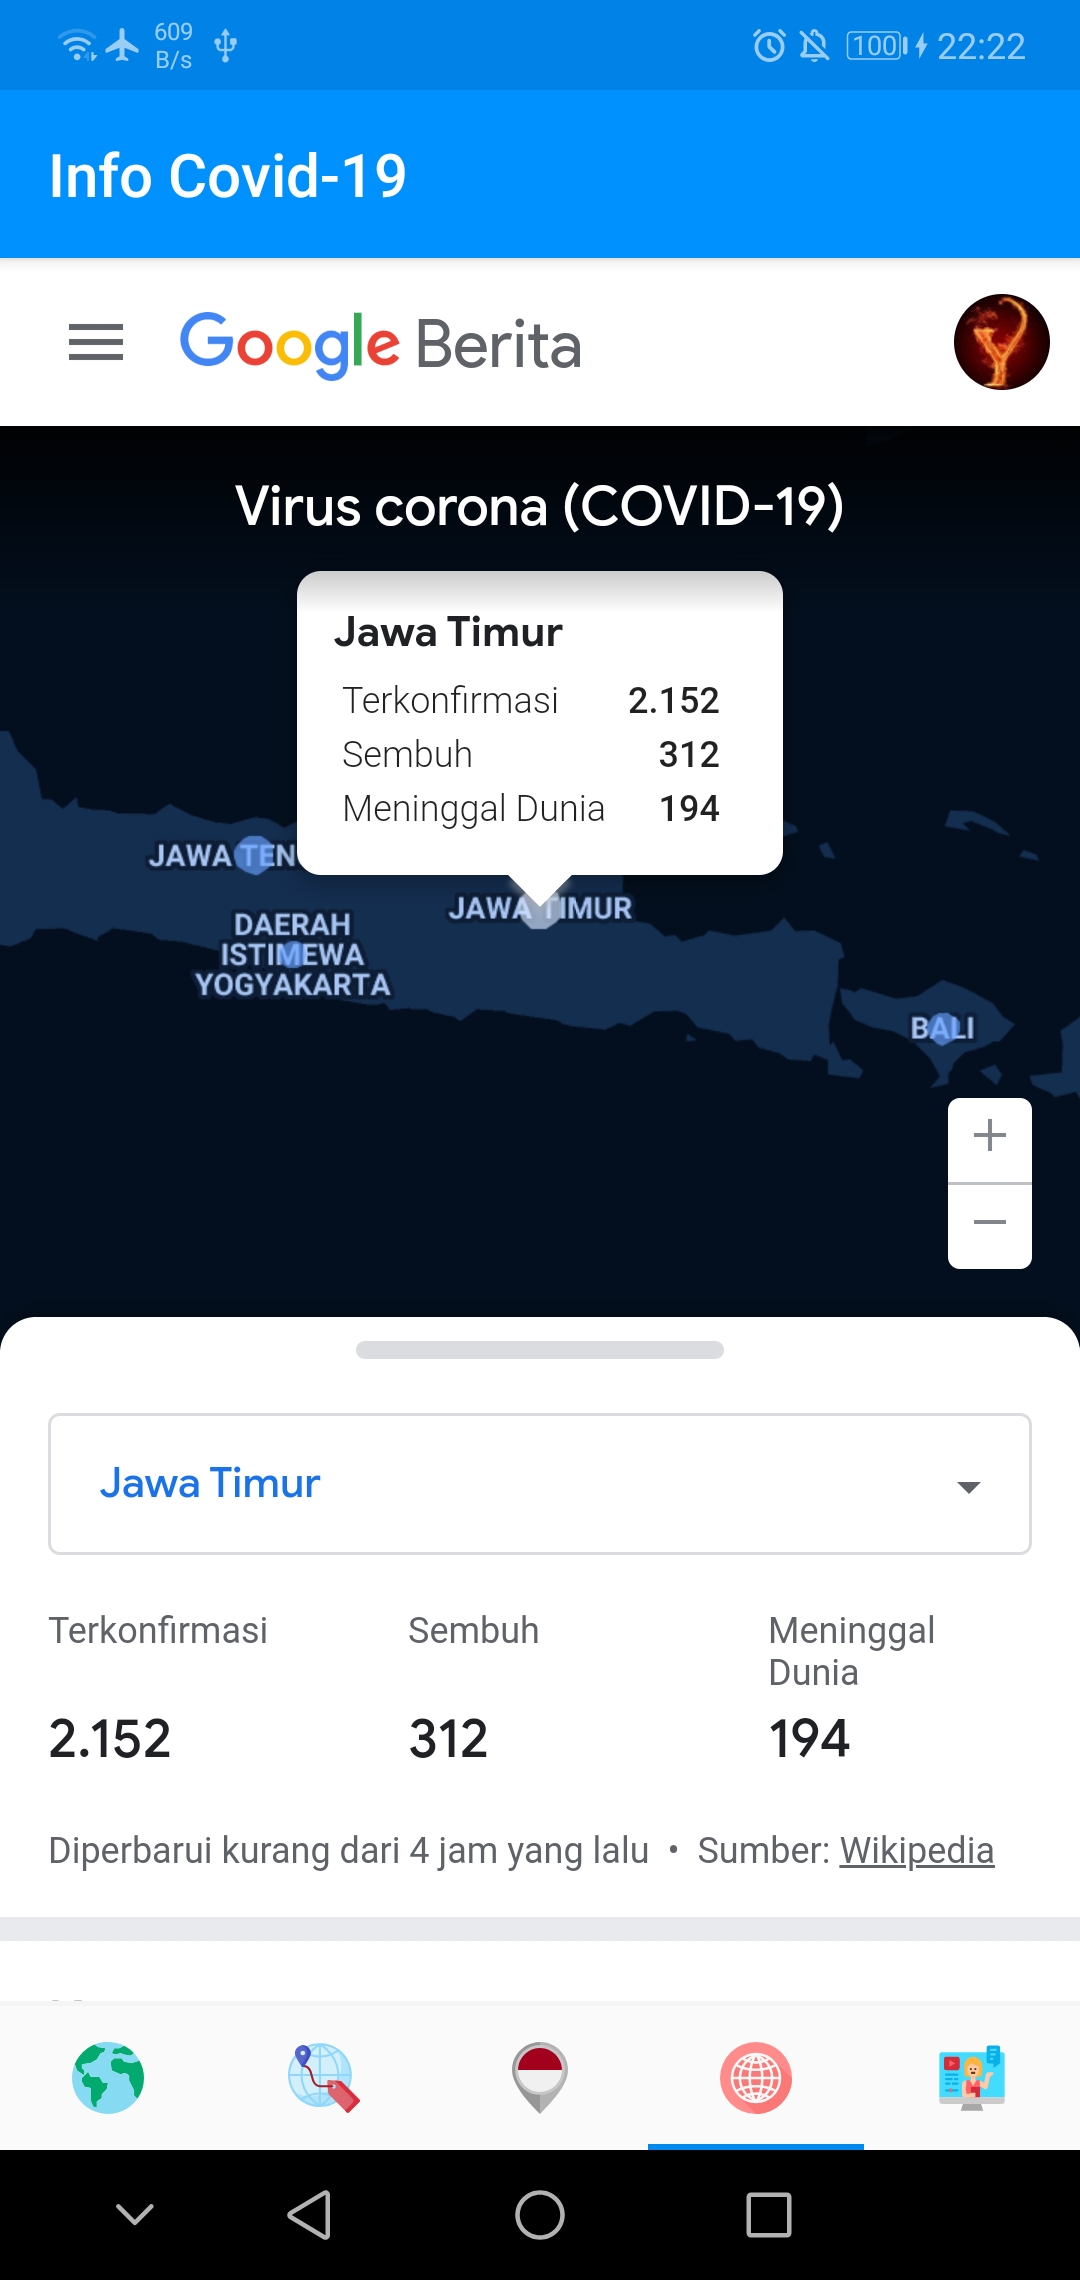 609
B/s
100
22:22
Info Covid-19
Google Berita
Virus corona (COVID-19)
Jawa Timur
Terkonfirmasi 2.152
Sembuh 312
Meninggal Dunia 194
JAWA TEN
JAWA TIMUR
DAERAH
ISTIMEWA
YOGYAKARTA
BALI
+
−
Jawa Timur
Terkonfirmasi
Sembuh
Meninggal
Dunia
2.152
312
194
Diperbarui kurang dari 4 jam yang lalu • Sumber: Wikipedia